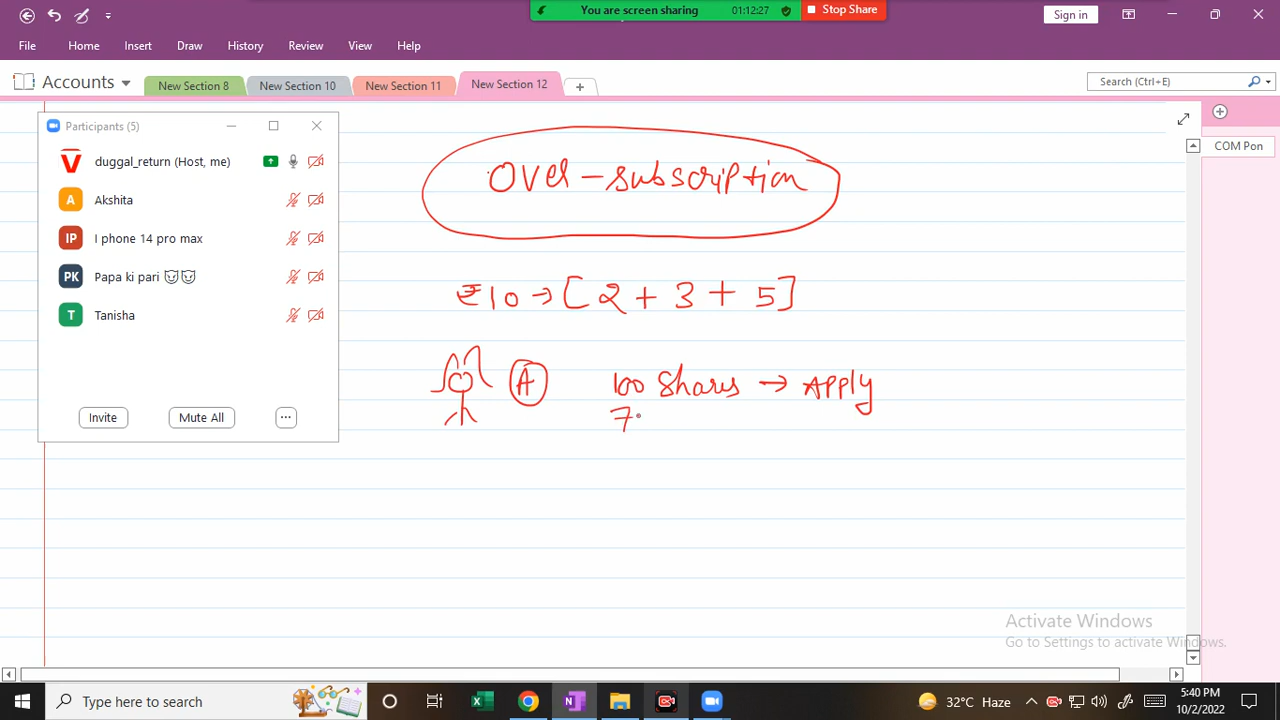 You are screen sharing 01:12:27 Stop Share
Sign in
File Home Insert Draw History Review View Help
Accounts New Section 8 New Section 10 New Section 11 New Section 12 + Search (Ctrl+E)
Participants (5)
COM Pon
duggal_return (Host, me)
A Akshita
IP I phone 14 pro max
PK Papa ki pari 😺😺
T Tanisha
Invite Mute All ...
Over-subscription
₹10 → [2 + 3 + 5]
A 100 Shares → Apply
7
Activate Windows
Go to Settings to activate Windows.
Type here to search
32°C Haze
5:40 PM
10/2/2022